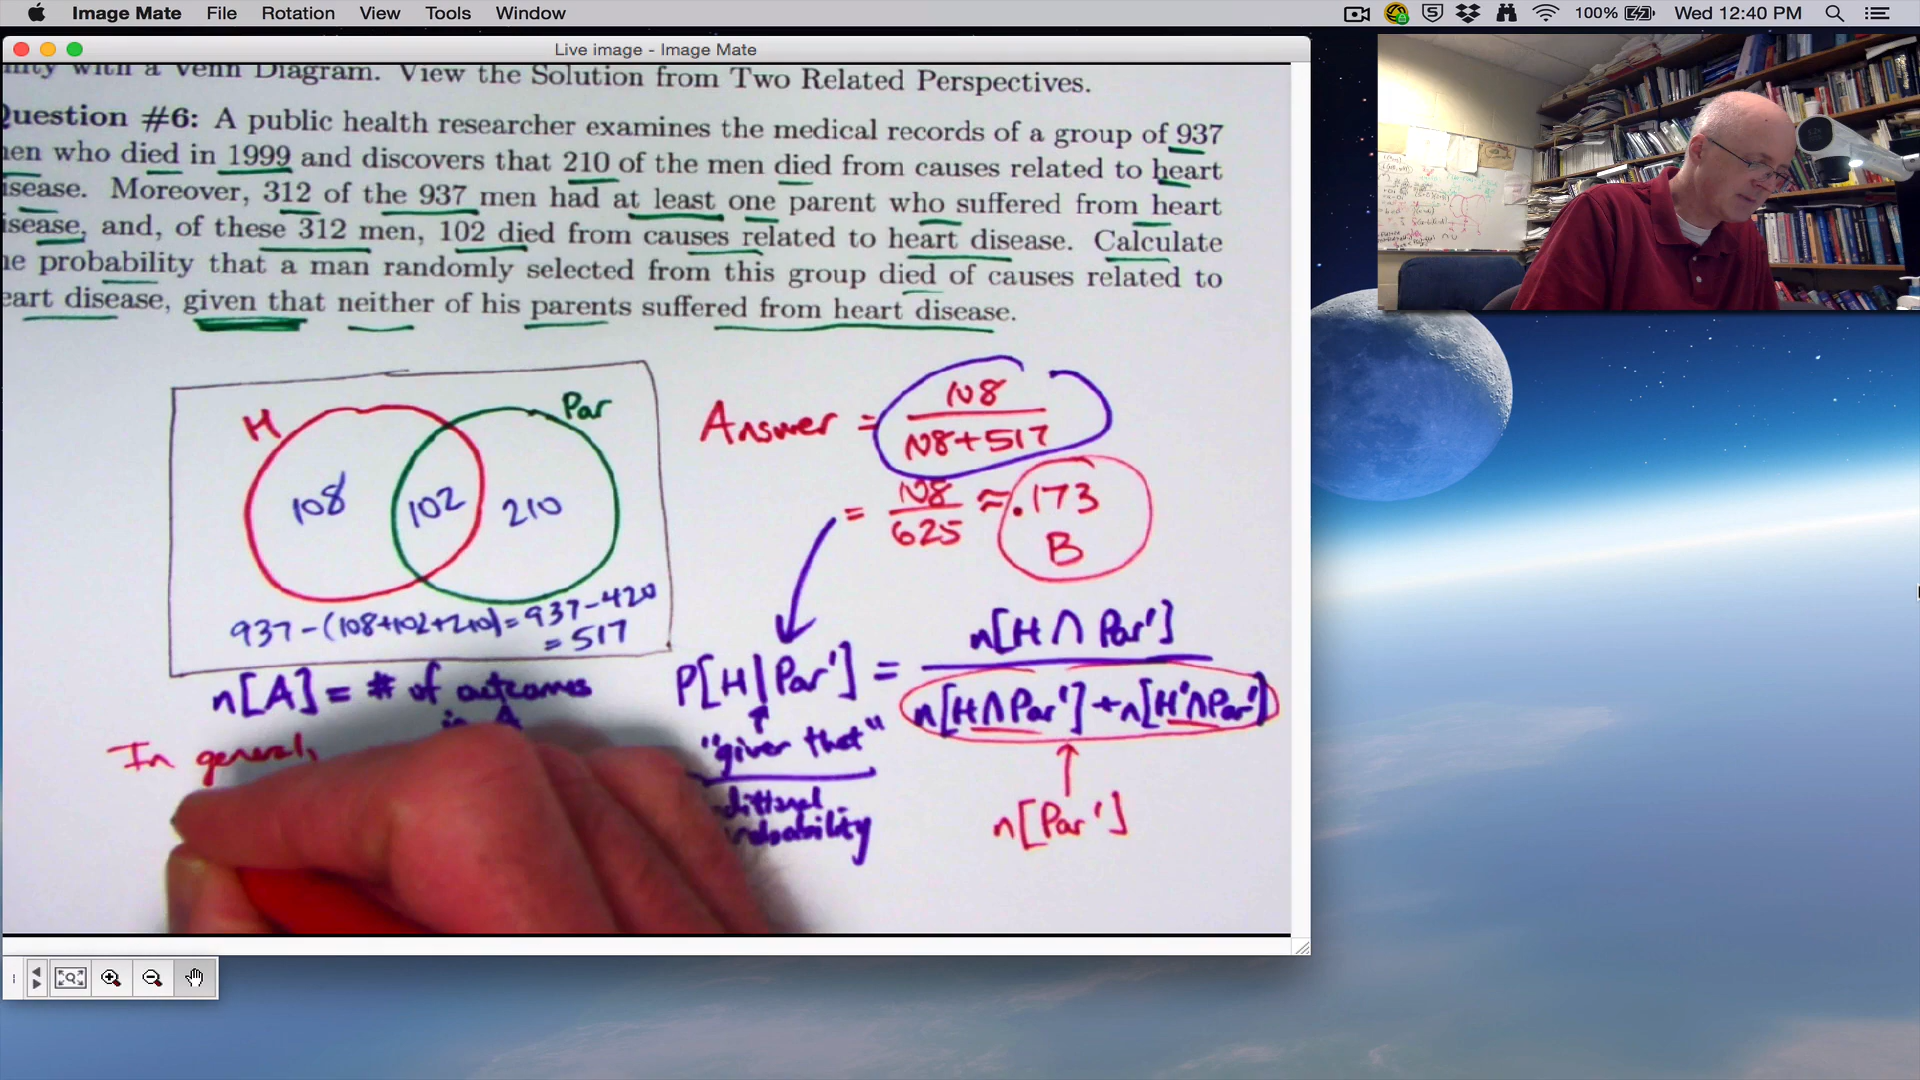 Image Mate File Rotation View Tools Window
100% Wed 12:40 PM
Live image - Image Mate
with a Venn Diagram. View the Solution from Two Related Perspectives.
Question #6: A public health researcher examines the medical records of a group of 937
men who died in 1999 and discovers that 210 of the men died from causes related to heart
isease. Moreover, 312 of the 937 men had at least one parent who suffered from heart
isease, and, of these 312 men, 102 died from causes related to heart disease. Calculate
he probability that a man randomly selected from this group died of causes related to
eart disease, given that neither of his parents suffered from heart disease.
H
Par
108
102
210
937-(108+102+210)=937-420
=517
Answer = 108
108+517
= 108/625 ≈ .173
B
n[A] = # of outcomes
in A
P[H|Par'] = n[H∩Par']
n[H∩Par']+n[H'∩Par']
"given that"
probability
n[Par']
In general,